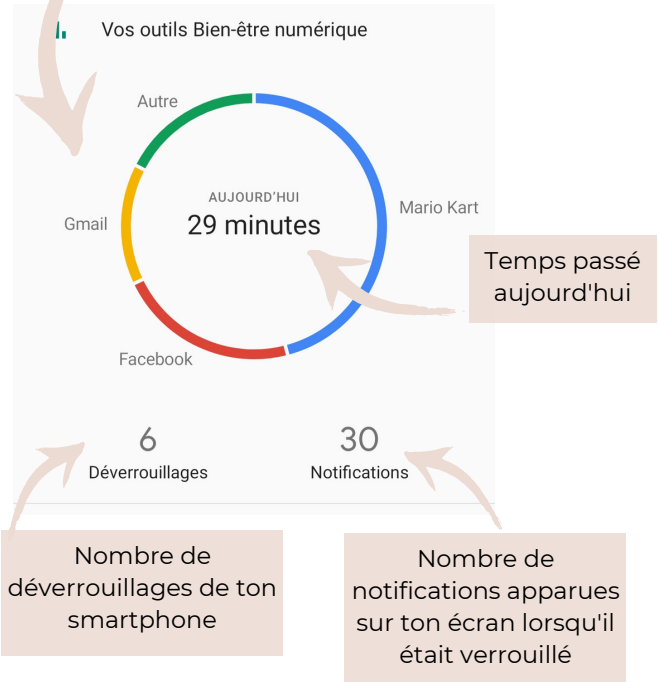 Vos outils Bien-être numérique
Autre
AUJOURD'HUI
29 minutes
Mario Kart
Gmail
Temps passé
aujourd'hui
Facebook
6
Déverrouillages
30
Notifications
Nombre de
déverrouillages de ton
smartphone
Nombre de
notifications apparues
sur ton écran lorsqu'il
était verrouillé